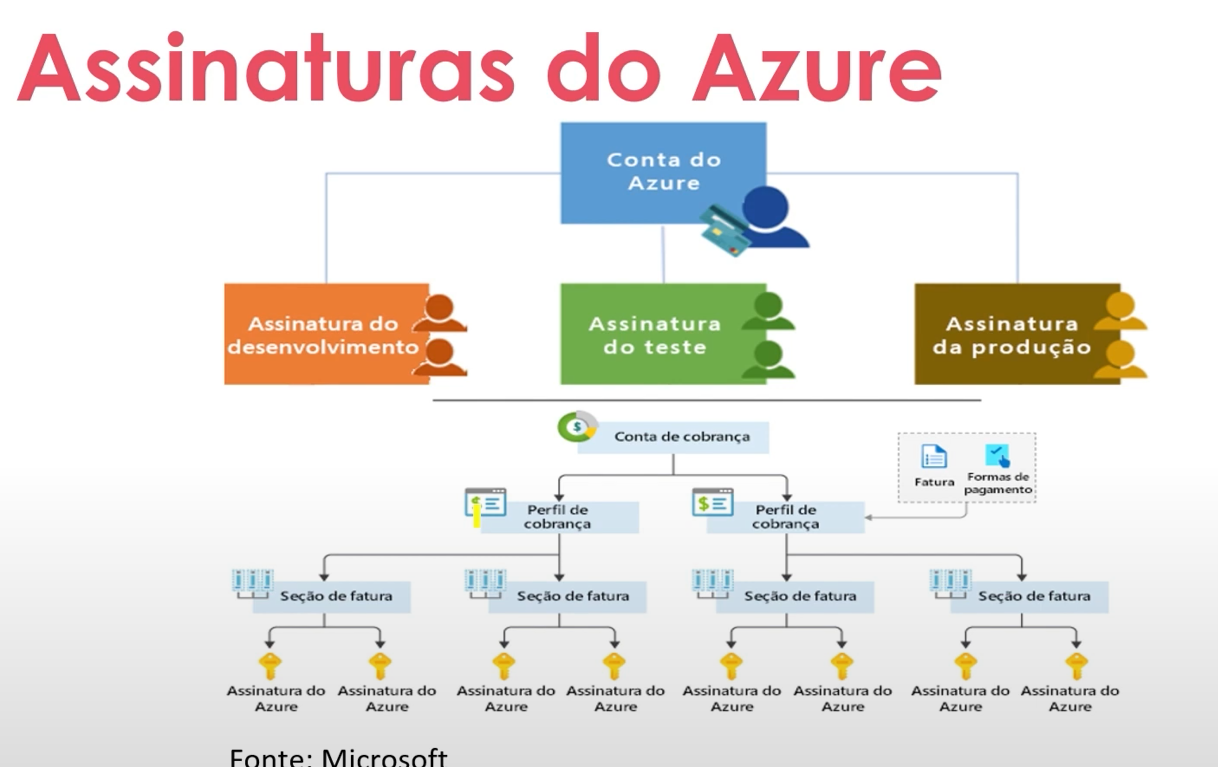 Assinaturas do Azure
Conta do
Azure
Assinatura do
desenvolvimento
Assinatura
do teste
Assinatura
da produção
Conta de cobrança
Fatura
Formas de
pagamento
Perfil de
cobrança
Perfil de
cobrança
Seção de fatura
Seção de fatura
Seção de fatura
Seção de fatura
Assinatura do
Azure
Assinatura do
Azure
Assinatura do
Azure
Assinatura do
Azure
Assinatura do
Azure
Assinatura do
Azure
Assinatura do
Azure
Assinatura do
Azure
Fonte: Microsoft